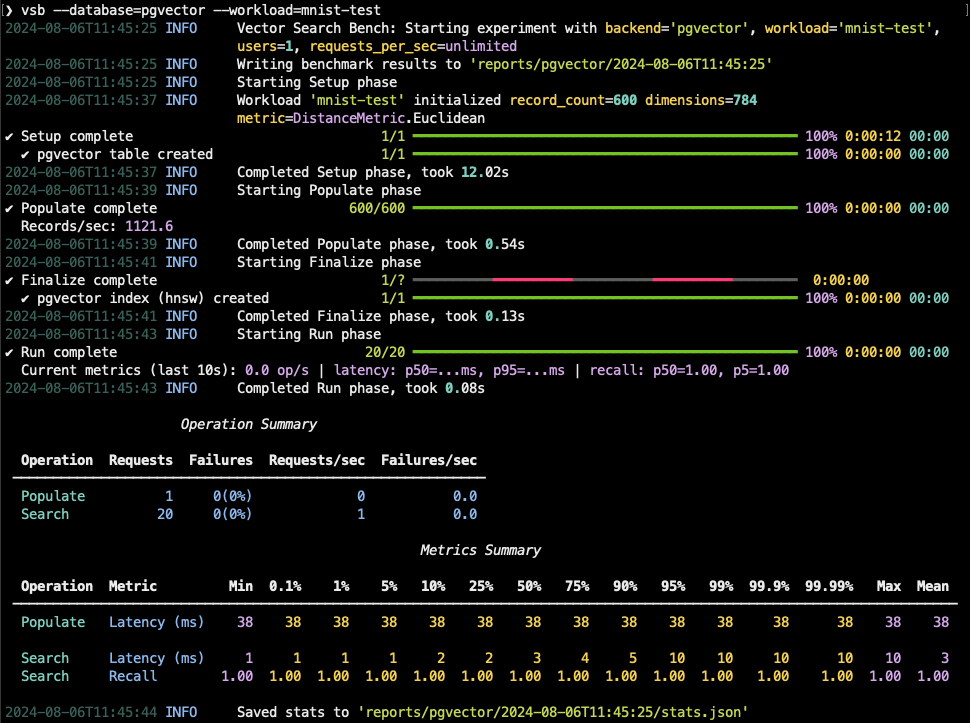 ❯ vsb --database=pgvector --workload=mnist-test
2024-08-06T11:45:25 INFO Vector Search Bench: Starting experiment with backend='pgvector', workload='mnist-test',
users=1, requests_per_sec=unlimited
2024-08-06T11:45:25 INFO Writing benchmark results to 'reports/pgvector/2024-08-06T11:45:25'
2024-08-06T11:45:25 INFO Starting Setup phase
2024-08-06T11:45:37 INFO Workload 'mnist-test' initialized record_count=600 dimensions=784
metric=DistanceMetric.Euclidean
✔ Setup complete 1/1 100% 0:00:12 00:00
✔ pgvector table created 1/1 100% 0:00:00 00:00
2024-08-06T11:45:37 INFO Completed Setup phase, took 12.02s
2024-08-06T11:45:39 INFO Starting Populate phase
✔ Populate complete 600/600 100% 0:00:00 00:00
Records/sec: 1121.6
2024-08-06T11:45:39 INFO Completed Populate phase, took 0.54s
2024-08-06T11:45:41 INFO Starting Finalize phase
✔ Finalize complete 1/? 0:00:00
✔ pgvector index (hnsw) created 1/1 100% 0:00:00 00:00
2024-08-06T11:45:41 INFO Completed Finalize phase, took 0.13s
2024-08-06T11:45:43 INFO Starting Run phase
✔ Run complete 20/20 100% 0:00:00 00:00
Current metrics (last 10s): 0.0 op/s | latency: p50=...ms, p95=...ms | recall: p50=1.00, p5=1.00
2024-08-06T11:45:43 INFO Completed Run phase, took 0.08s
Operation Summary
Operation Requests Failures Requests/sec Failures/sec
Populate 1 0(0%) 0 0.0
Search 20 0(0%) 1 0.0
Metrics Summary
Operation Metric Min 0.1% 1% 5% 10% 25% 50% 75% 90% 95% 99% 99.9% 99.99% Max Mean
Populate Latency (ms) 38 38 38 38 38 38 38 38 38 38 38 38 38 38 38
Search Latency (ms) 1 1 1 1 2 2 3 4 5 10 10 10 10 10 3
Search Recall 1.00 1.00 1.00 1.00 1.00 1.00 1.00 1.00 1.00 1.00 1.00 1.00 1.00 1.00 1.00
2024-08-06T11:45:44 INFO Saved stats to 'reports/pgvector/2024-08-06T11:45:25/stats.json'